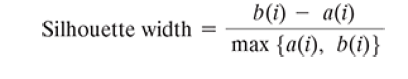 Silhouette width = b(i) − a(i) / max {a(i), b(i)}